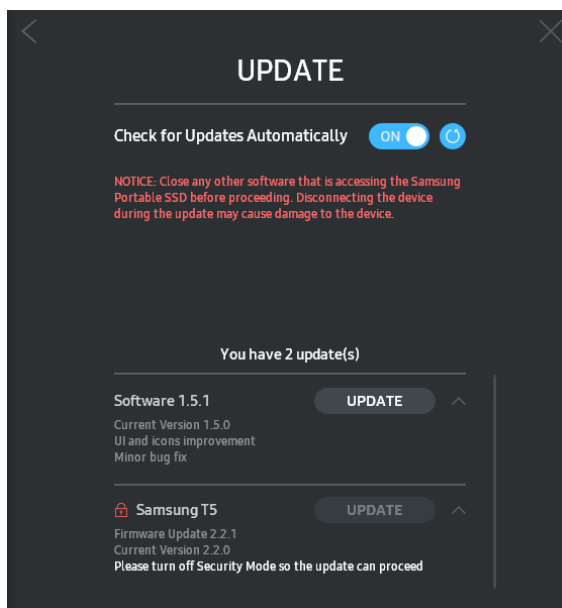 UPDATE
Check for Updates Automatically ON
NOTICE: Close any other software that is accessing the Samsung
Portable SSD before proceeding. Disconnecting the device
during the update may cause damage to the device.
You have 2 update(s)
Software 1.5.1 UPDATE
Current Version 1.5.0
UI and icons improvement
Minor bug fix
Samsung T5 UPDATE
Firmware Update 2.2.1
Current Version 2.2.0
Please turn off Security Mode so the update can proceed